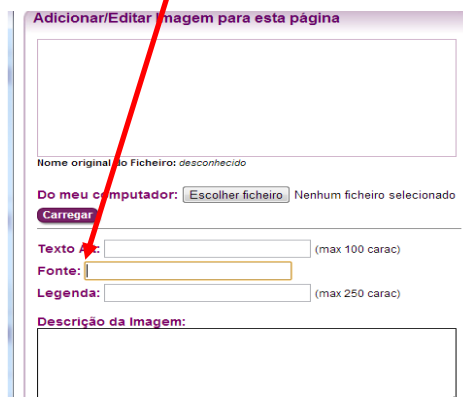 Adicionar/Editar Imagem para esta página
Nome original do Ficheiro: desconhecido
Do meu computador: Escolher ficheiro Nenhum ficheiro selecionado
Carregar
Texto (max 100 carac)
Fonte:
Legenda: (max 250 carac)
Descrição da Imagem: